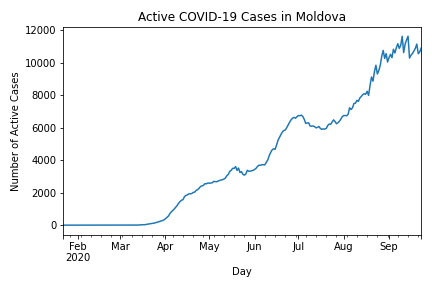 Active COVID-19 Cases in Moldova
Number of Active Cases
12000
10000
8000
6000
4000
2000
0
Feb Mar Apr May Jun Jul Aug Sep
2020
Day